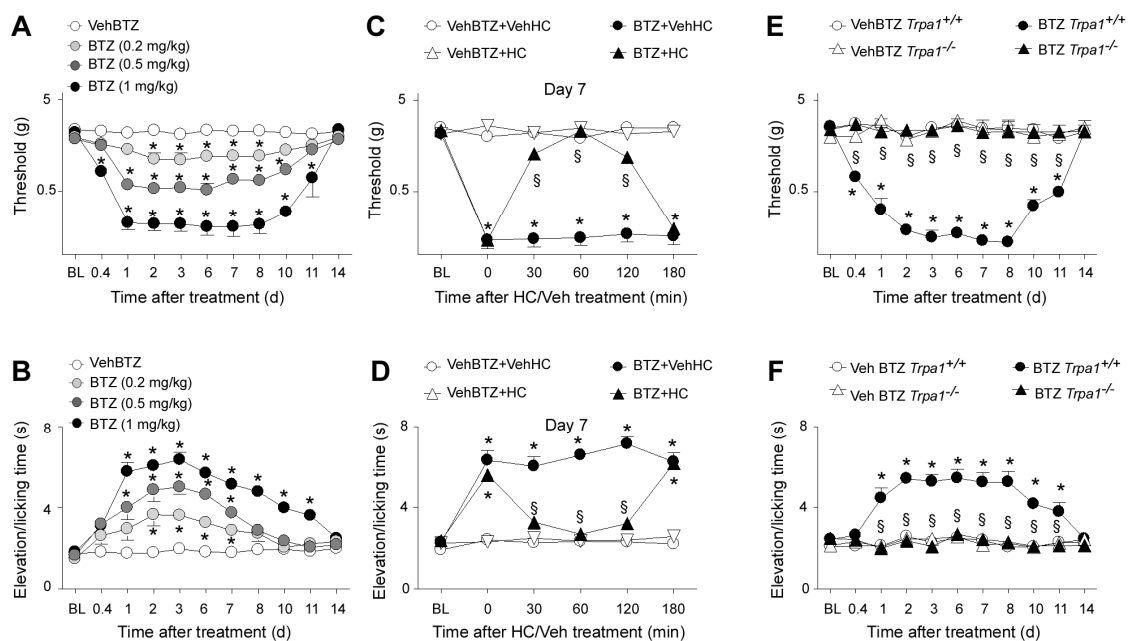 A
VehBTZ
BTZ (0.2 mg/kg)
BTZ (0.5 mg/kg)
BTZ (1 mg/kg)
5
0.5
Threshold (g)
* * * * * * * * *
* * * * * * *
* * * * * * * *
BL 0.4 1 2 3 6 7 8 10 11 14
Time after treatment (d)
C
VehBTZ+VehHC BTZ+VehHC
VehBTZ+HC BTZ+HC
Day 7
5
0.5
Threshold (g)
§ § §
* * * * *
BL 0 30 60 120 180
Time after HC/Veh treatment (min)
E
VehBTZ Trpa1+/+ BTZ Trpa1+/+
VehBTZ Trpa1-/- BTZ Trpa1-/-
5
0.5
Threshold (g)
§ § § § § § § § §
* * * * * * * * *
BL 0.4 1 2 3 6 7 8 10 11 14
Time after treatment (d)
B
VehBTZ
BTZ (0.2 mg/kg)
BTZ (0.5 mg/kg)
BTZ (1 mg/kg)
8
4
0
Elevation/licking time (s)
* * * * * * * *
* * * * *
* * * *
BL 0.4 1 2 3 6 7 8 10 11 14
Time after treatment (d)
D
VehBTZ+VehHC BTZ+VehHC
VehBTZ+HC BTZ+HC
Day 7
8
4
0
Elevation/licking time (s)
* * * * *
* § § § *
BL 0 30 60 120 180
Time after HC/Veh treatment (min)
F
Veh BTZ Trpa1+/+ BTZ Trpa1+/+
Veh BTZ Trpa1-/- BTZ Trpa1-/-
8
4
0
Elevation/licking time (s)
* * * * * * * *
§ § § § § § § §
BL 0.4 1 2 3 6 7 8 10 11 14
Time after treatment (d)